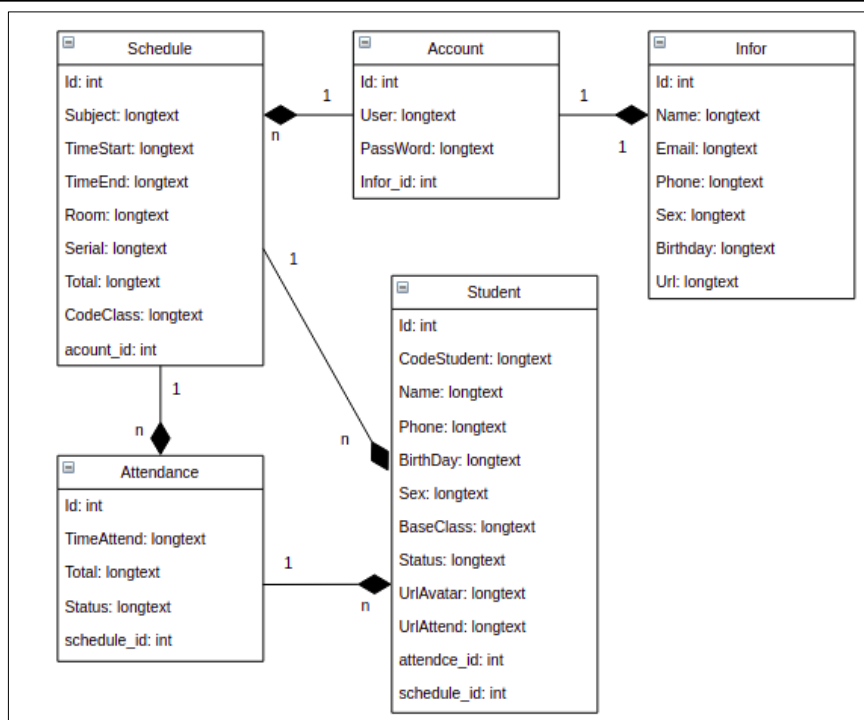 Schedule
Id: int
Subject: longtext
TimeStart: longtext
TimeEnd: longtext
Room: longtext
Serial: longtext
Total: longtext
CodeClass: longtext
acount_id: int
n
1
Account
Id: int
User: longtext
PassWord: longtext
Infor_id: int
1
1
Infor
Id: int
Name: longtext
Email: longtext
Phone: longtext
Sex: longtext
Birthday: longtext
Url: longtext
1
n
1
n
Attendance
Id: int
TimeAttend: longtext
Total: longtext
Status: longtext
schedule_id: int
1
n
Student
Id: int
CodeStudent: longtext
Name: longtext
Phone: longtext
BirthDay: longtext
Sex: longtext
BaseClass: longtext
Status: longtext
UrlAvatar: longtext
UrlAttend: longtext
attendce_id: int
schedule_id: int